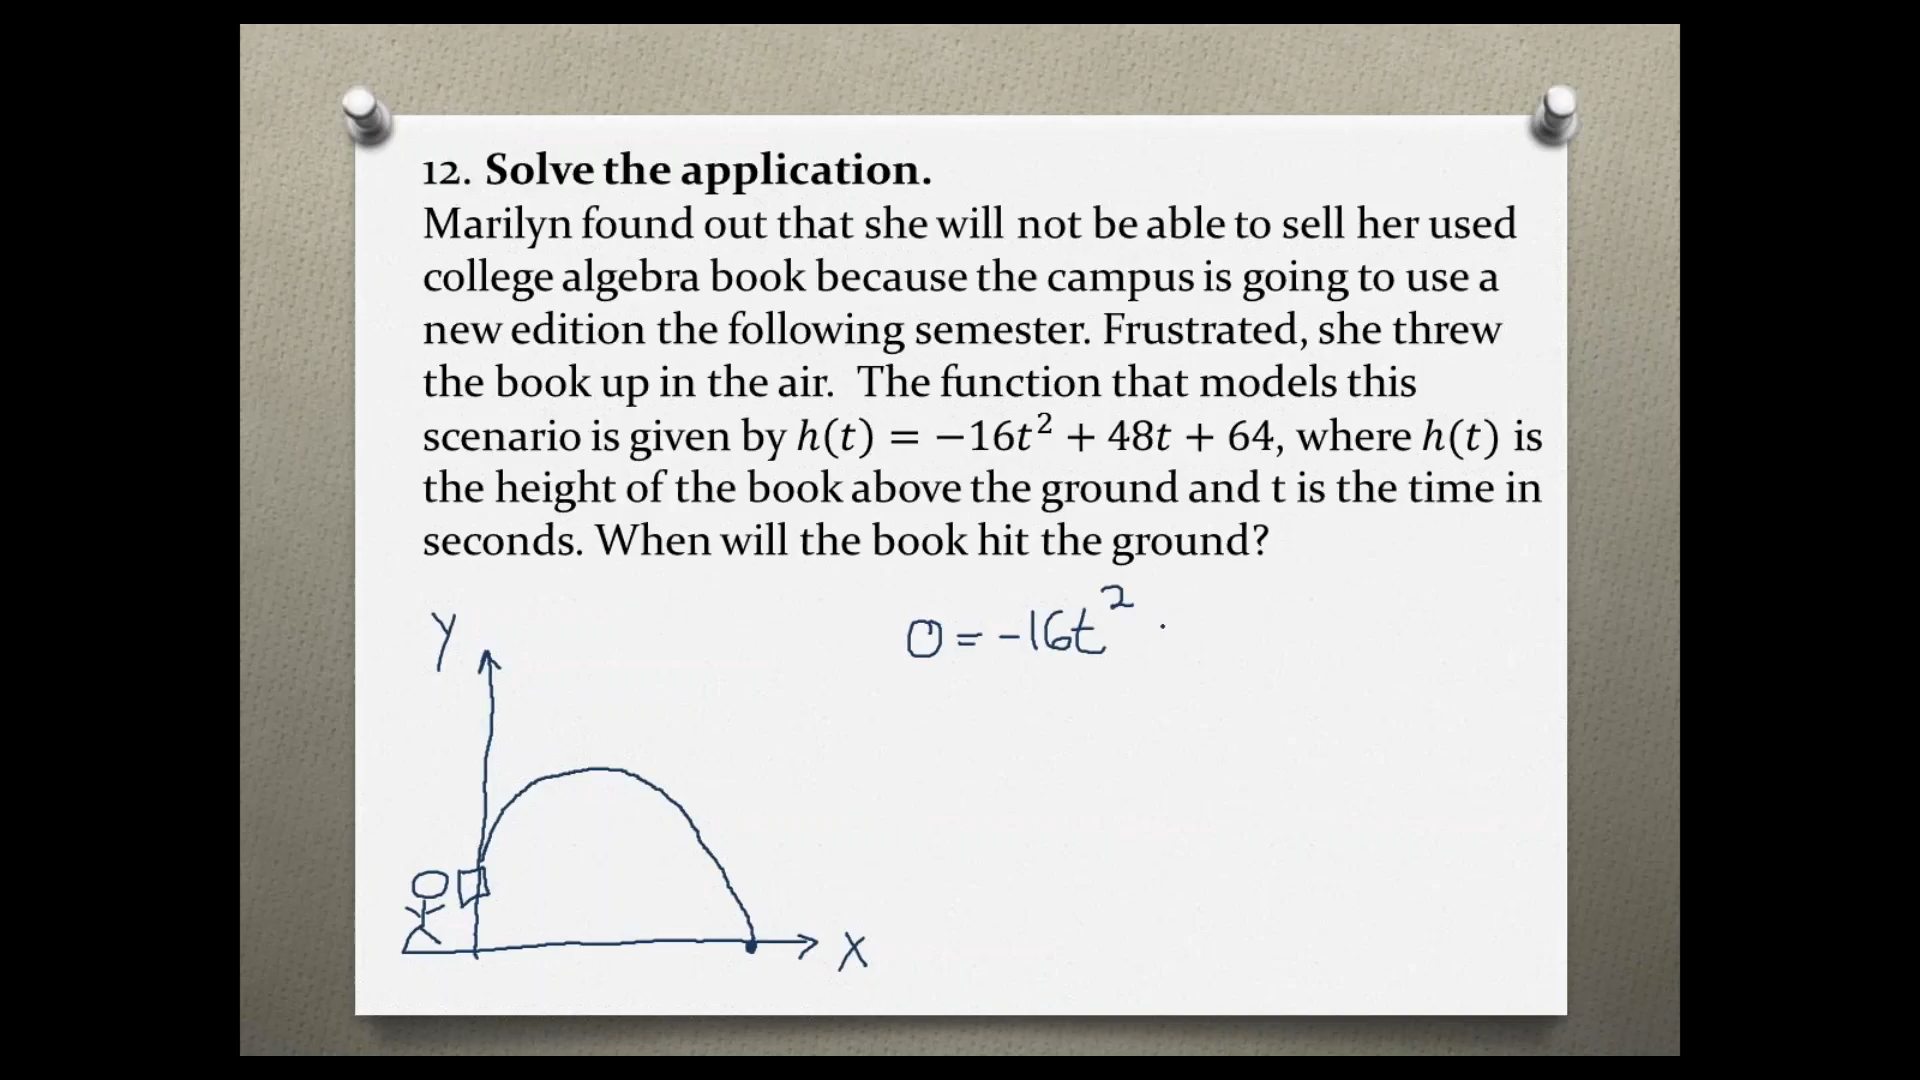 12. Solve the application.
Marilyn found out that she will not be able to sell her used
college algebra book because the campus is going to use a
new edition the following semester. Frustrated, she threw
the book up in the air. The function that models this
scenario is given by h(t) = −16t² + 48t + 64, where h(t) is
the height of the book above the ground and t is the time in
seconds. When will the book hit the ground?
0 = -16t²
Y
X